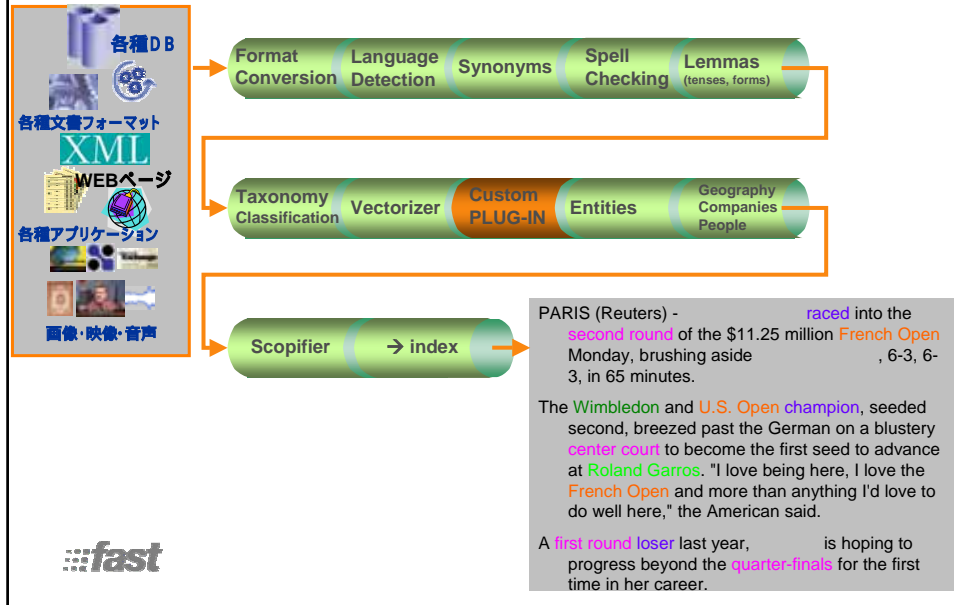 各種DB
各種文書フォーマット
XML
WEBページ
各種アプリケーション
画像・映像・音声
Format
Conversion
Language
Detection
Synonyms
Spell
Checking
Lemmas
(tenses, forms)
Taxonomy
Classification
Vectorizer
Custom
PLUG-IN
Entities
Geography
Companies
People
Scopifier
→ index
PARIS (Reuters) - raced into the
second round of the $11.25 million French Open
Monday, brushing aside , 6-3, 6-
3, in 65 minutes.
The Wimbledon and U.S. Open champion, seeded
second, breezed past the German on a blustery
center court to become the first seed to advance
at Roland Garros. "I love being here, I love the
French Open and more than anything I'd love to
do well here," the American said.
A first round loser last year, is hoping to
progress beyond the quarter-finals for the first
time in her career.
fast